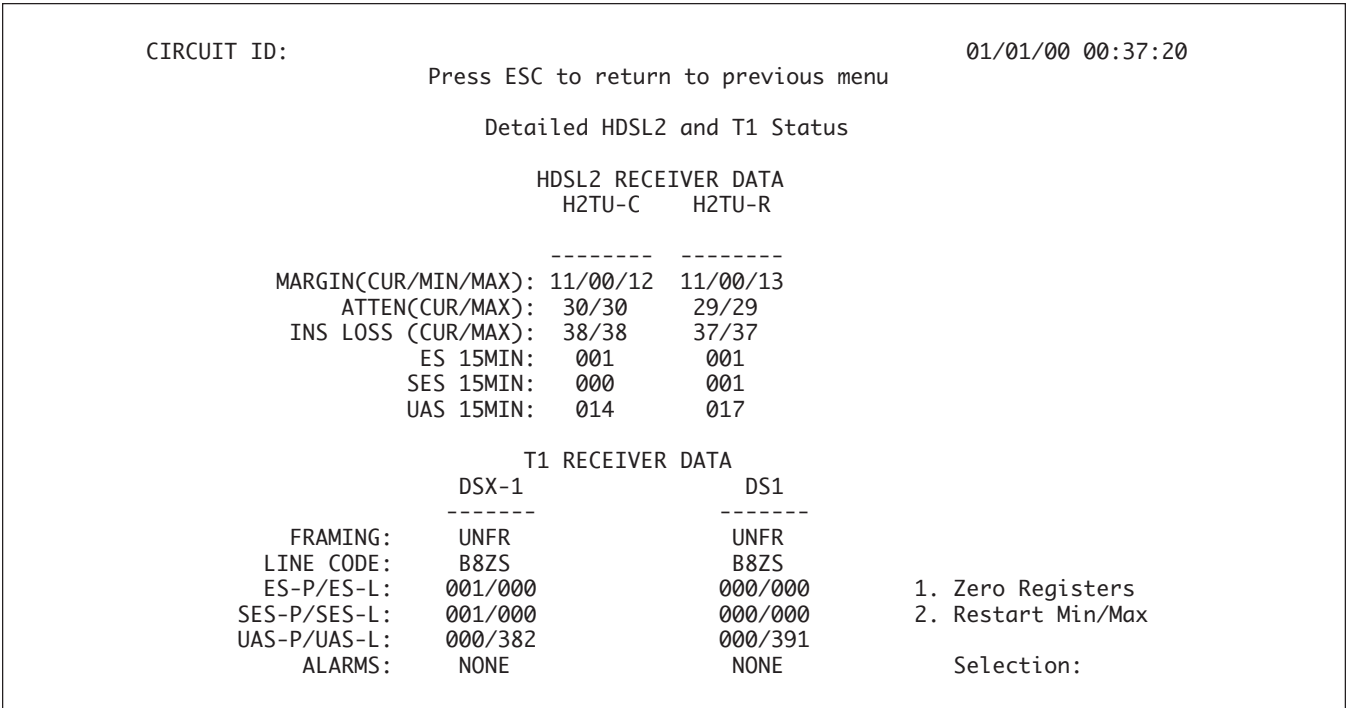 CIRCUIT ID: 01/01/00 00:37:20
Press ESC to return to previous menu
Detailed HDSL2 and T1 Status
HDSL2 RECEIVER DATA
H2TU-C H2TU-R
-------- --------
MARGIN(CUR/MIN/MAX): 11/00/12 11/00/13
ATTEN(CUR/MAX): 30/30 29/29
INS LOSS (CUR/MAX): 38/38 37/37
ES 15MIN: 001 001
SES 15MIN: 000 001
UAS 15MIN: 014 017
T1 RECEIVER DATA
DSX-1 DS1
------- -------
FRAMING: UNFR UNFR
LINE CODE: B8ZS B8ZS
ES-P/ES-L: 001/000 000/000 1. Zero Registers
SES-P/SES-L: 001/000 000/000 2. Restart Min/Max
UAS-P/UAS-L: 000/382 000/391
ALARMS: NONE NONE Selection: